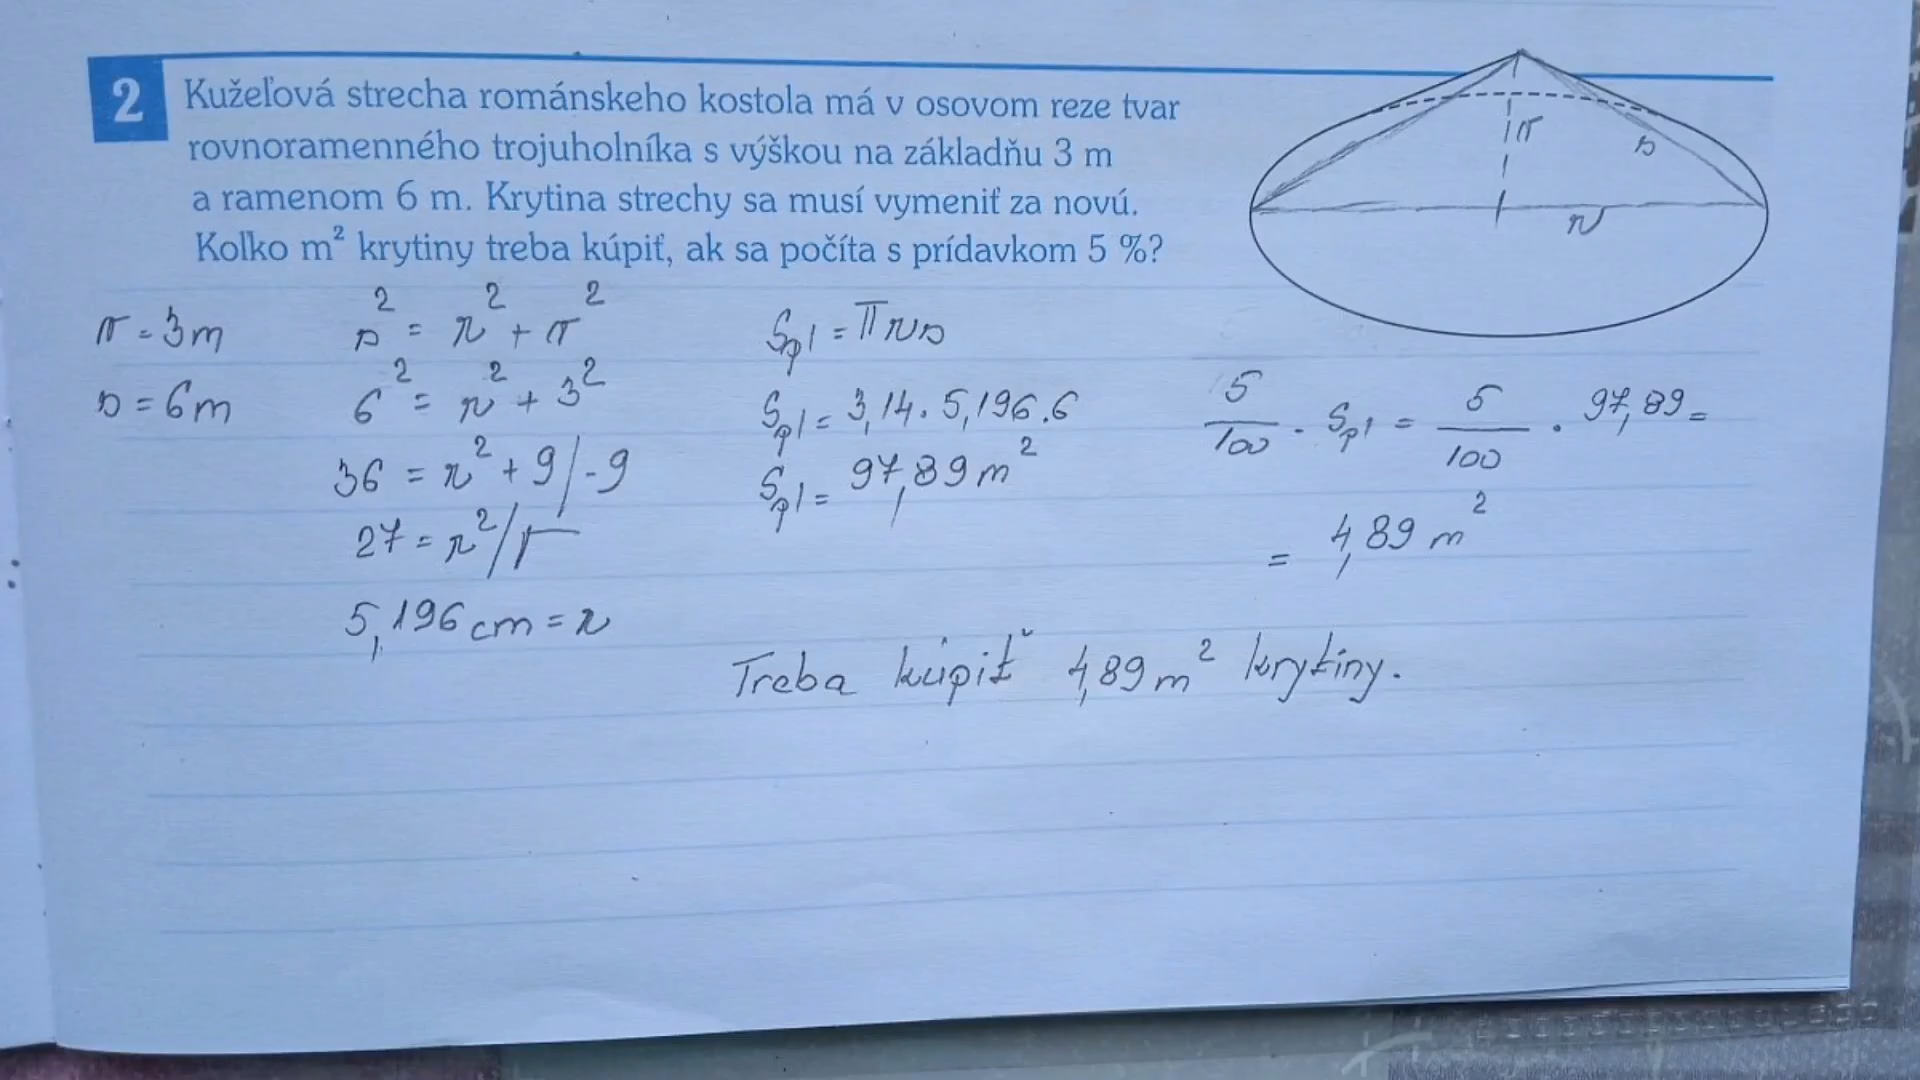 2
Kužeľová strecha románskeho kostola má v osovom reze tvar
rovnoramenného trojuholníka s výškou na základňu 3 m
a ramenom 6 m. Krytina strechy sa musí vymeniť za novú.
Koľko m² krytiny treba kúpiť, ak sa počíta s prídavkom 5 %?
v
s
r
v = 3m
s = 6m
s² = r² + v²
6² = r² + 3²
36 = r² + 9 / -9
27 = r² / √
5,196 cm = r
Spl = πrs
Spl = 3,14 . 5,196 . 6
Spl = 97,89 m²
5/100 . Spl = 5/100 . 97,89 =
= 4,89 m²
Treba kúpiť 4,89 m² krytiny.